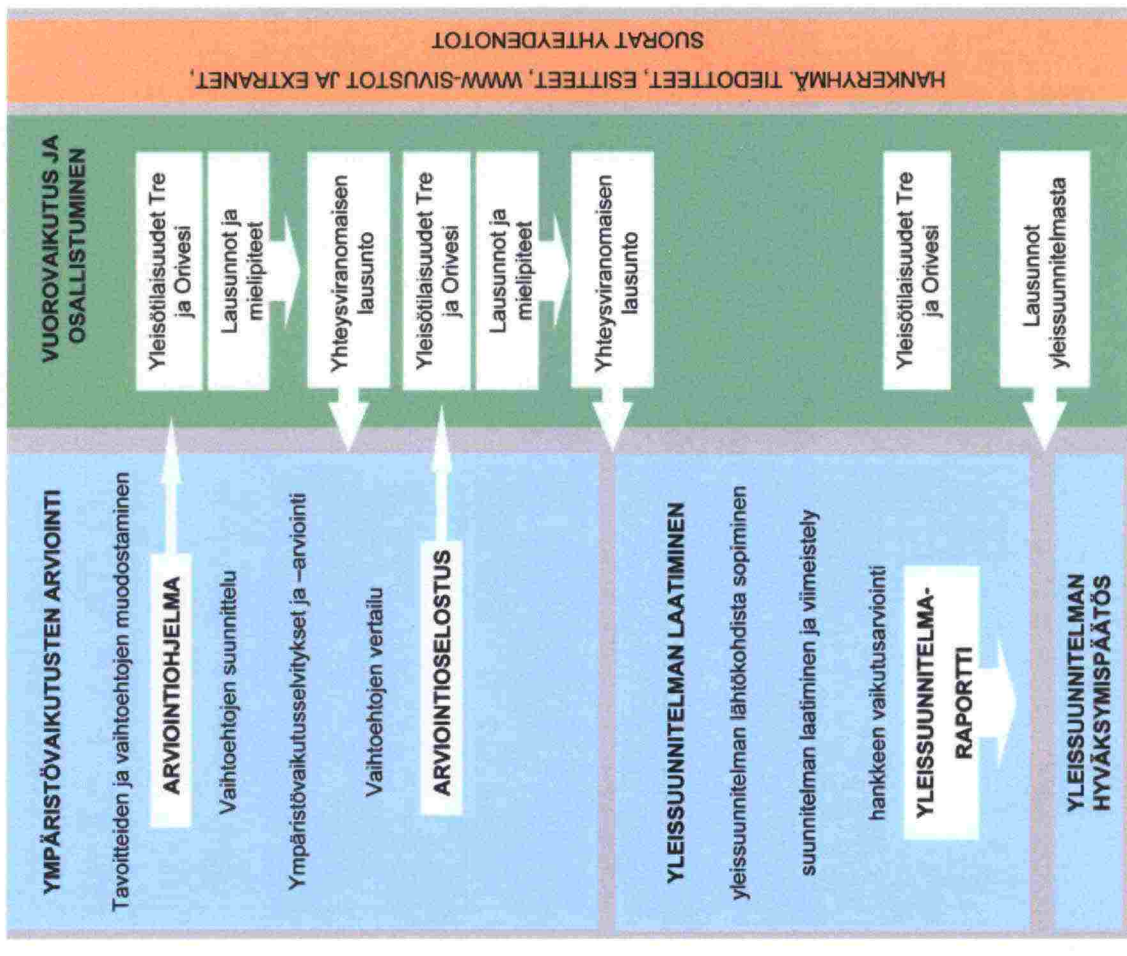 YMPÄRISTÖVAIKUTUSTEN ARVIOINTI
Tavoitteiden ja vaihtoehtojen muodostaminen
ARVIOINTIOHJELMA
Vaihtoehtojen suunnittelu
Ympäristövaikutusselvitykset ja –arviointi
Vaihtoehtojen vertailu
ARVIOINTISELOSTUS
YLEISSUUNNITELMAN LAATIMINEN
yleissuunnitelman lähtökohdista sopiminen
suunnitelman laatiminen ja viimeistely
hankkeen vaikutusarviointi
YLEISSUUNNITELMA-
RAPORTTI
YLEISSUUNNITELMAN
HYVÄKSYMISPÄÄTÖS
VUOROVAIKUTUS JA
OSALLISTUMINEN
Yleisötilaisuudet Tre
ja Orivesi
Lausunnot ja
mielipiteet
Yhteysviranomaisen
lausunto
Yleisötilaisuudet Tre
ja Orivesi
Lausunnot ja
mielipiteet
Yhteysviranomaisen
lausunto
Yleisötilaisuudet Tre
ja Orivesi
Lausunnot
yleissuunnitelmasta
HANKERYHMÄ. TIEDOTTEET, ESITTEET, WWW-SIVUSTOT JA EXTRANET,
SUORAT YHTEYDENOTOT